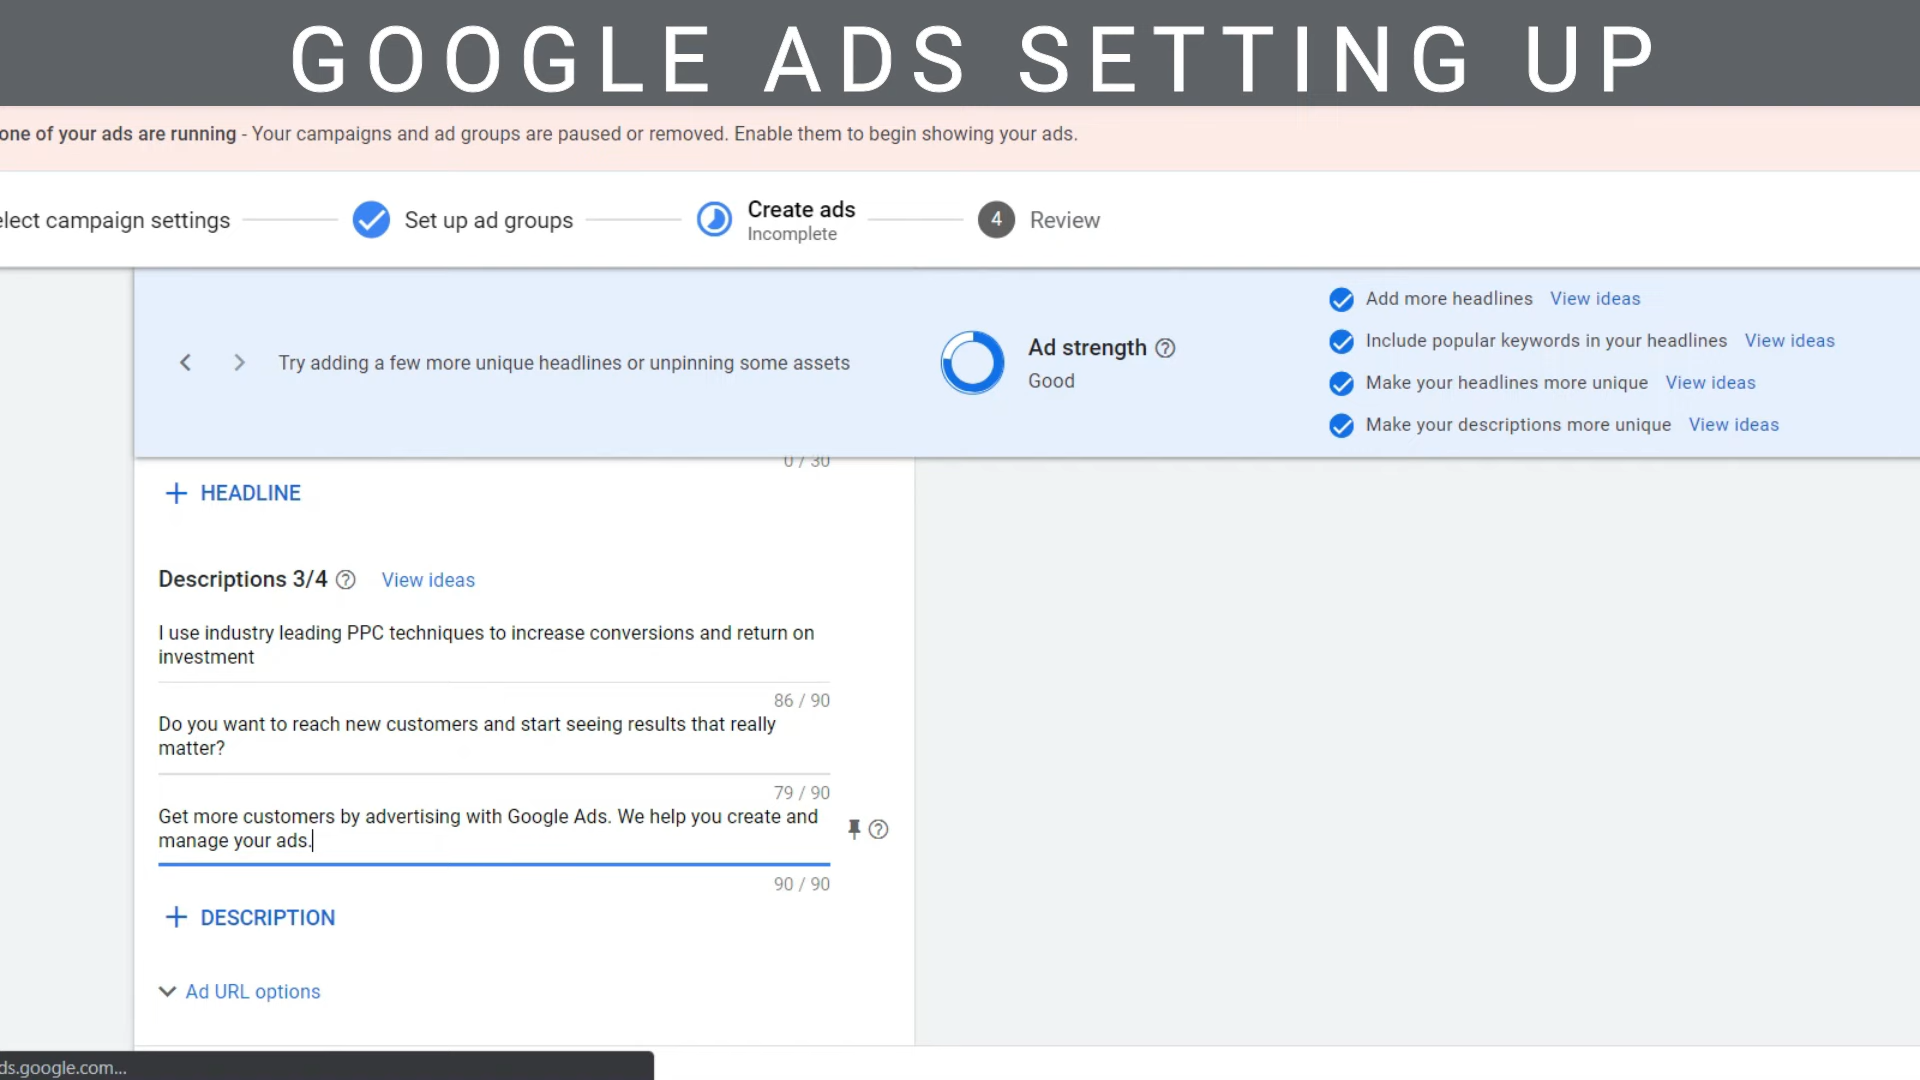 GOOGLE ADS SETTING UP
one of your ads are running - Your campaigns and ad groups are paused or removed. Enable them to begin showing your ads.
elect campaign settings
Set up ad groups
Create ads
Incomplete
4
Review
Try adding a few more unique headlines or unpinning some assets
Ad strength
Good
Add more headlines View ideas
Include popular keywords in your headlines View ideas
Make your headlines more unique View ideas
Make your descriptions more unique View ideas
0 / 30
+ HEADLINE
Descriptions 3/4 View ideas
I use industry leading PPC techniques to increase conversions and return on
investment
86 / 90
Do you want to reach new customers and start seeing results that really
matter?
79 / 90
Get more customers by advertising with Google Ads. We help you create and
manage your ads.
90 / 90
+ DESCRIPTION
Ad URL options
ds.google.com...